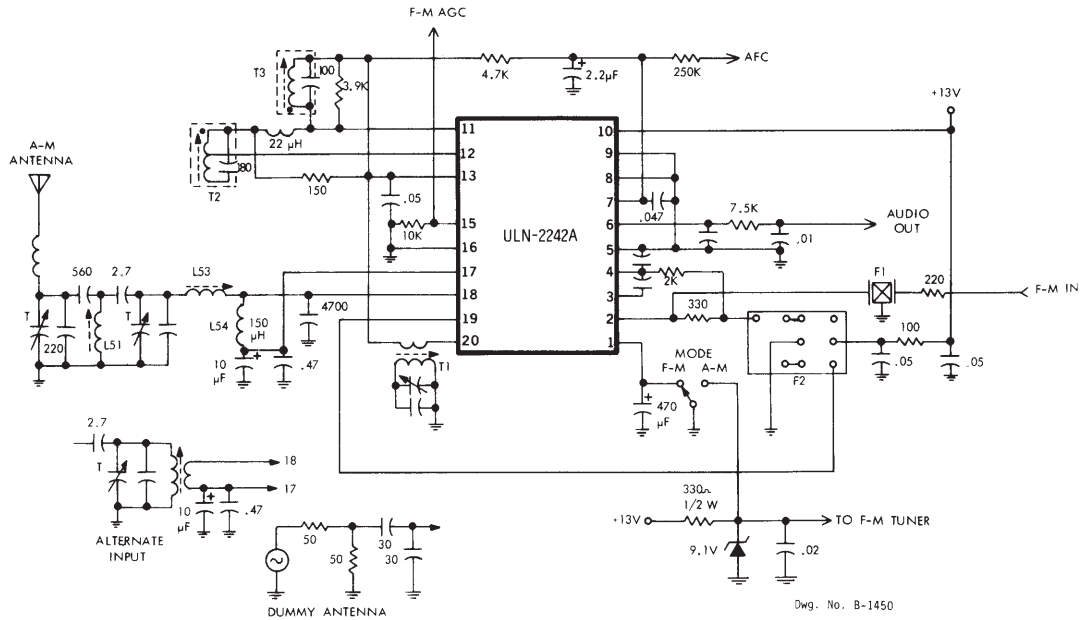 F-M AGC
T3
100
3.9K
4.7K
+
2.2µF
250K
AFC
+13V
A-M
ANTENNA
T2
180
22 µH
150
.05
10K
11
12
13
15
16
17
18
19
20
ULN-2242A
10
9
8
7
6
5
4
3
2
1
.047
7.5K
.01
AUDIO
OUT
2K
330
F1
220
F-M IN
560
2.7
L53
T
220
L51
T
L54
150
µH
4700
10
µF
+
.47
T1
MODE
F-M
A-M
+
470
µF
F2
100
.05
.05
2.7
T
18
17
10
µF
+
.47
ALTERNATE
INPUT
50
50
30
30
DUMMY ANTENNA
330Ω
1/2 W
+13V
TO F-M TUNER
9.1V
.02
Dwg. No. B-1450